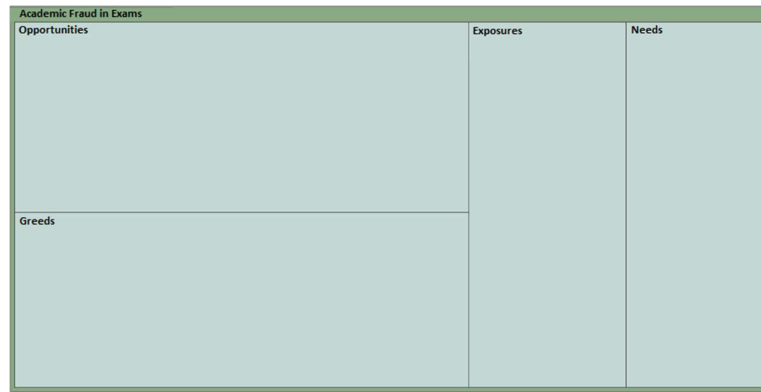 Academic Fraud in Exams
Opportunities
Exposures
Needs
Greeds